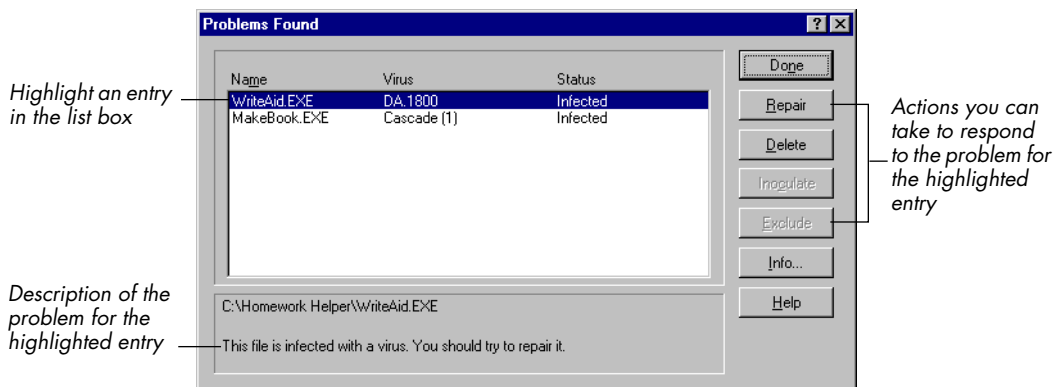 Problems Found
Name Virus Status
WriteAid.EXE DA.1800 Infected
MakeBook.EXE Cascade (1) Infected
Done
Repair
Delete
Inoculate
Exclude
Info...
Help
C:\Homework Helper\WriteAid.EXE
This file is infected with a virus. You should try to repair it.
Highlight an entry
in the list box
Description of the
problem for the
highlighted entry
Actions you can
take to respond
to the problem for
the highlighted
entry